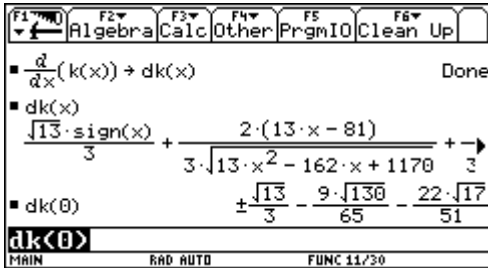 F1 F2 F3 F4 F5 F6
Algebra Calc Other PrgmIO Clean Up
▪ d/dx(k(x)) → dk(x) Done
▪ dk(x)
√13·sign(x)/3 + 2·(13·x − 81)/(3·√(13·x² − 162·x + 1170)) + 
▪ dk(0) ±√13/3 − 9·√130/65 − 22·√17/51
dk(0)
MAIN RAD AUTO FUNC 11/30